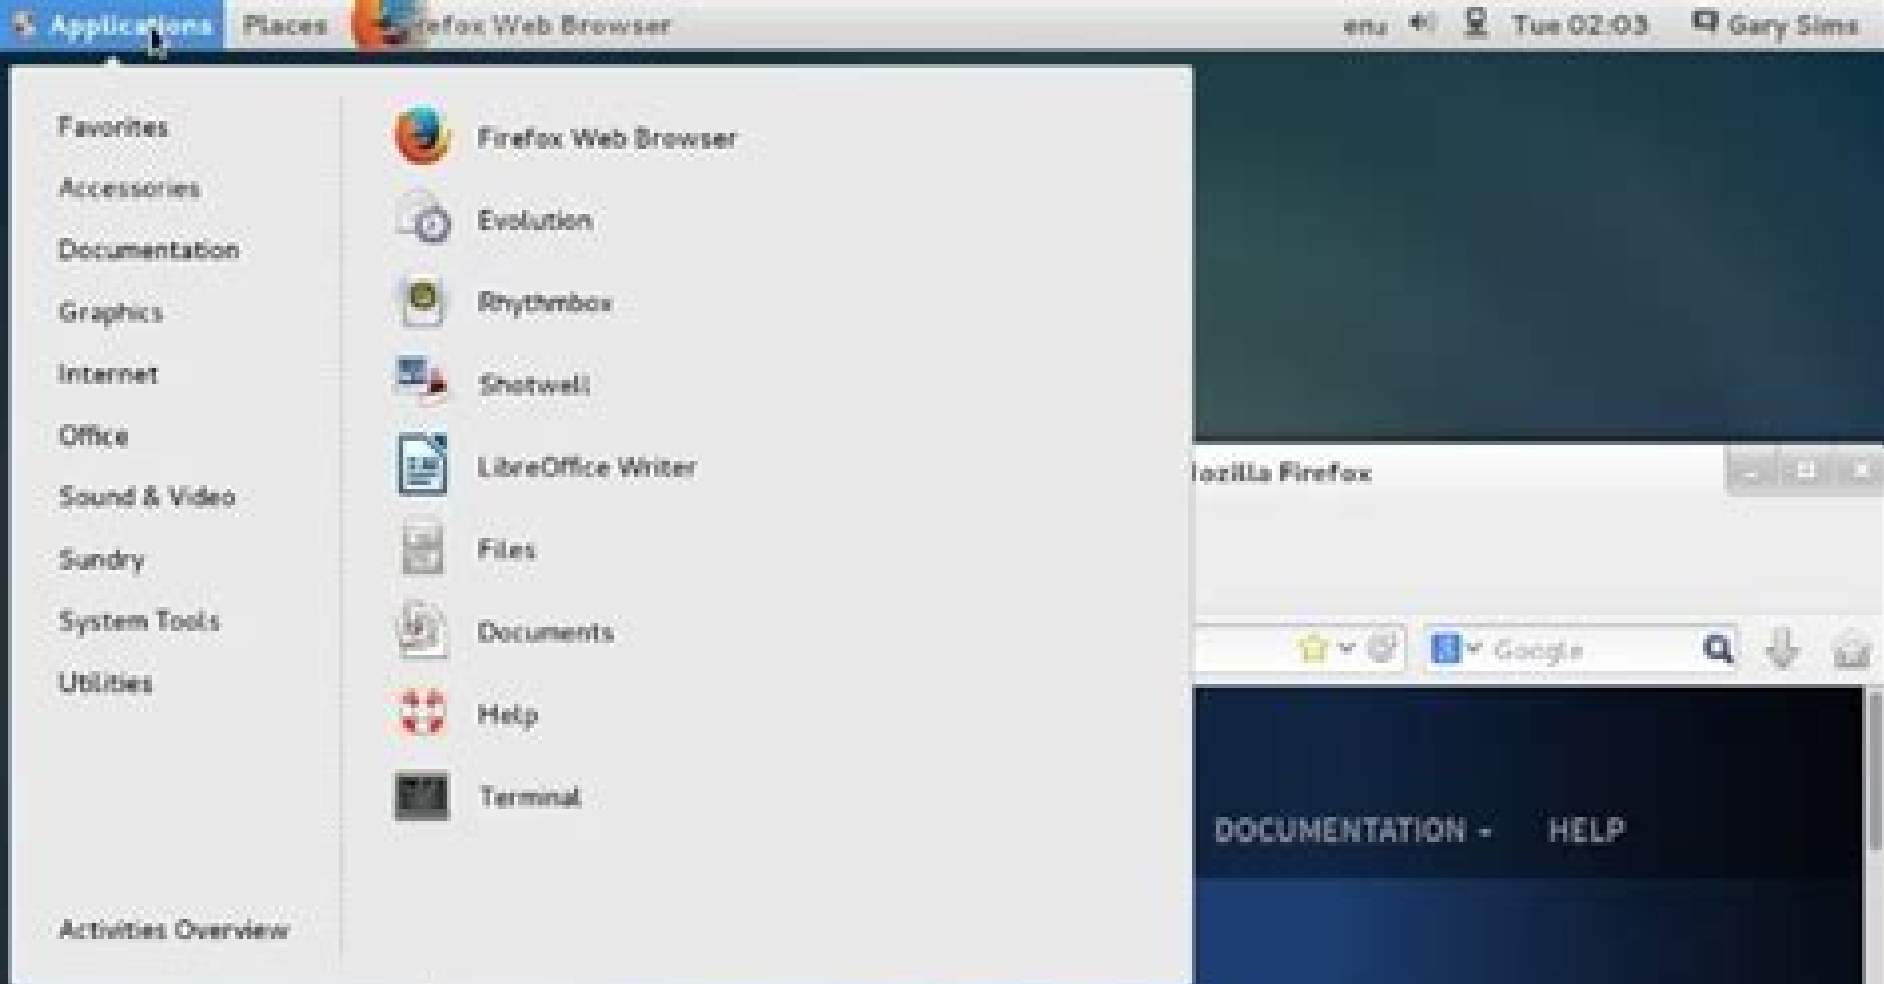 Applications Places Firefox Web Browser en₂ Tue 02:03 Gary Sims
Favorites
Accessories
Documentation
Graphics
Internet
Office
Sound & Video
Sundry
System Tools
Utilities
Activities Overview
Firefox Web Browser
Evolution
Rhythmbox
Shotwell
LibreOffice Writer
Files
Documents
Help
Terminal
ozilla Firefox
Google
DOCUMENTATION HELP